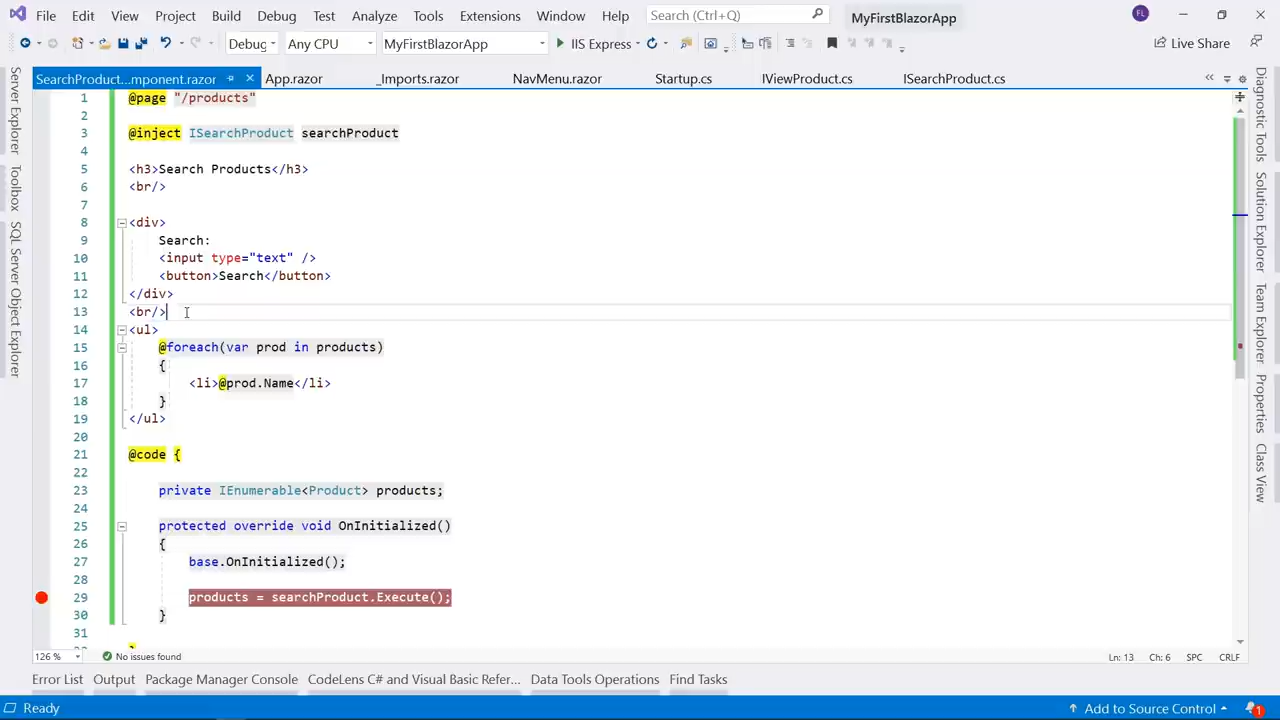 File Edit View Project Build Debug Test Analyze Tools Extensions Window Help Search (Ctrl+Q) MyFirstBlazorApp FL
Debug Any CPU MyFirstBlazorApp IIS Express Live Share
SearchProduct...mponent.razor App.razor _Imports.razor NavMenu.razor Startup.cs IViewProduct.cs ISearchProduct.cs
Server Explorer
Toolbox
SQL Server Object Explorer
1 @page "/products"
2
3 @inject ISearchProduct searchProduct
4
5 <h3>Search Products</h3>
6 <br/>
7
8 <div>
9 Search:
10 <input type="text" />
11 <button>Search</button>
12 </div>
13 <br/>
14 <ul>
15 @foreach(var prod in products)
16 {
17 <li>@prod.Name</li>
18 }
19 </ul>
20
21 @code {
22
23 private IEnumerable<Product> products;
24
25 protected override void OnInitialized()
26 {
27 base.OnInitialized();
28
29 products = searchProduct.Execute();
30 }
31
Diagnostic Tools
Solution Explorer
Team Explorer
Properties
Class View
126 % No issues found Ln: 13 Ch: 6 SPC CRLF
Error List Output Package Manager Console CodeLens C# and Visual Basic Refer... Data Tools Operations Find Tasks
Ready Add to Source Control 1